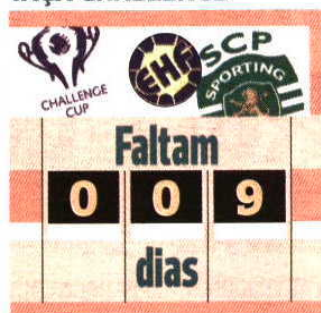 CHALLENGE
CUP
EHF
SCP
SPORTING
Faltam
0 0 9
dias